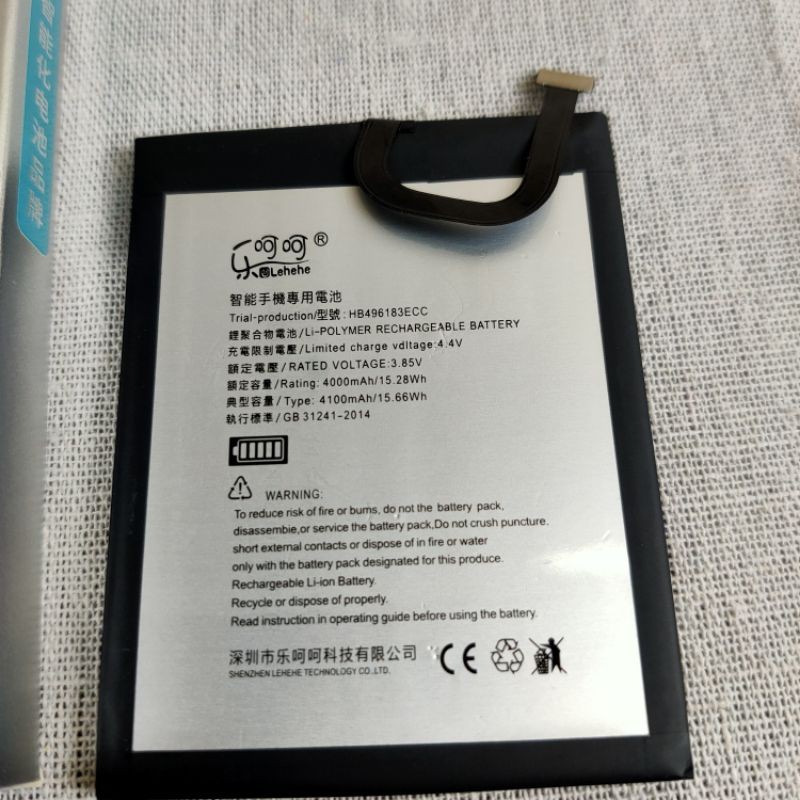 乐呵呵®
Lehehe
智能手機專用電池
Trial-production/型號: HB496183ECC
鋰聚合物電池/Li-POLYMER RECHARGEABLE BATTERY
充電限制電壓/Limited charge vdltage:4.4V
額定電壓/RATED VOLTAGE:3.85V
額定容量/Rating: 4000mAh/15.28Wh
典型容量/Type: 4100mAh/15.66Wh
執行標準/GB 31241-2014
WARNING:
To reduce risk of fire or bums, do not the battery pack,
disassembie,or service the battery pack,Do not crush puncture.
short external contacts or dispose of in fire or water
only with the battery pack designated for this produce.
Rechargeable Li-ion Battery.
Recycle or dispose of properly.
Read instruction in operating guide before using the battery.
深圳市乐呵呵科技有限公司
SHENZHEN LEHEHE TECHNOLOGY CO.,LTD.
CE